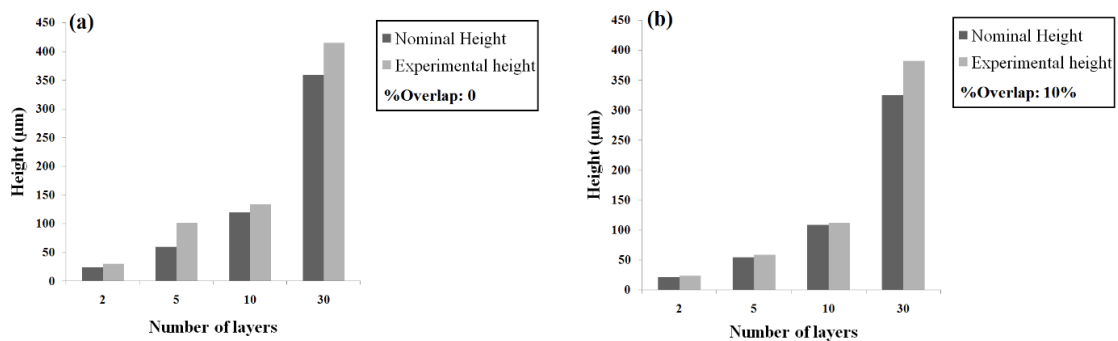 (a)
450
400
350
300
250
200
150
100
50
0
Height (µm)
2 5 10 30
Number of layers
Nominal Height
Experimental height
%Overlap: 0
(b)
450
400
350
300
250
200
150
100
50
0
Height (µm)
2 5 10 30
Number of layers
Nominal Height
Experimental height
%Overlap: 10%